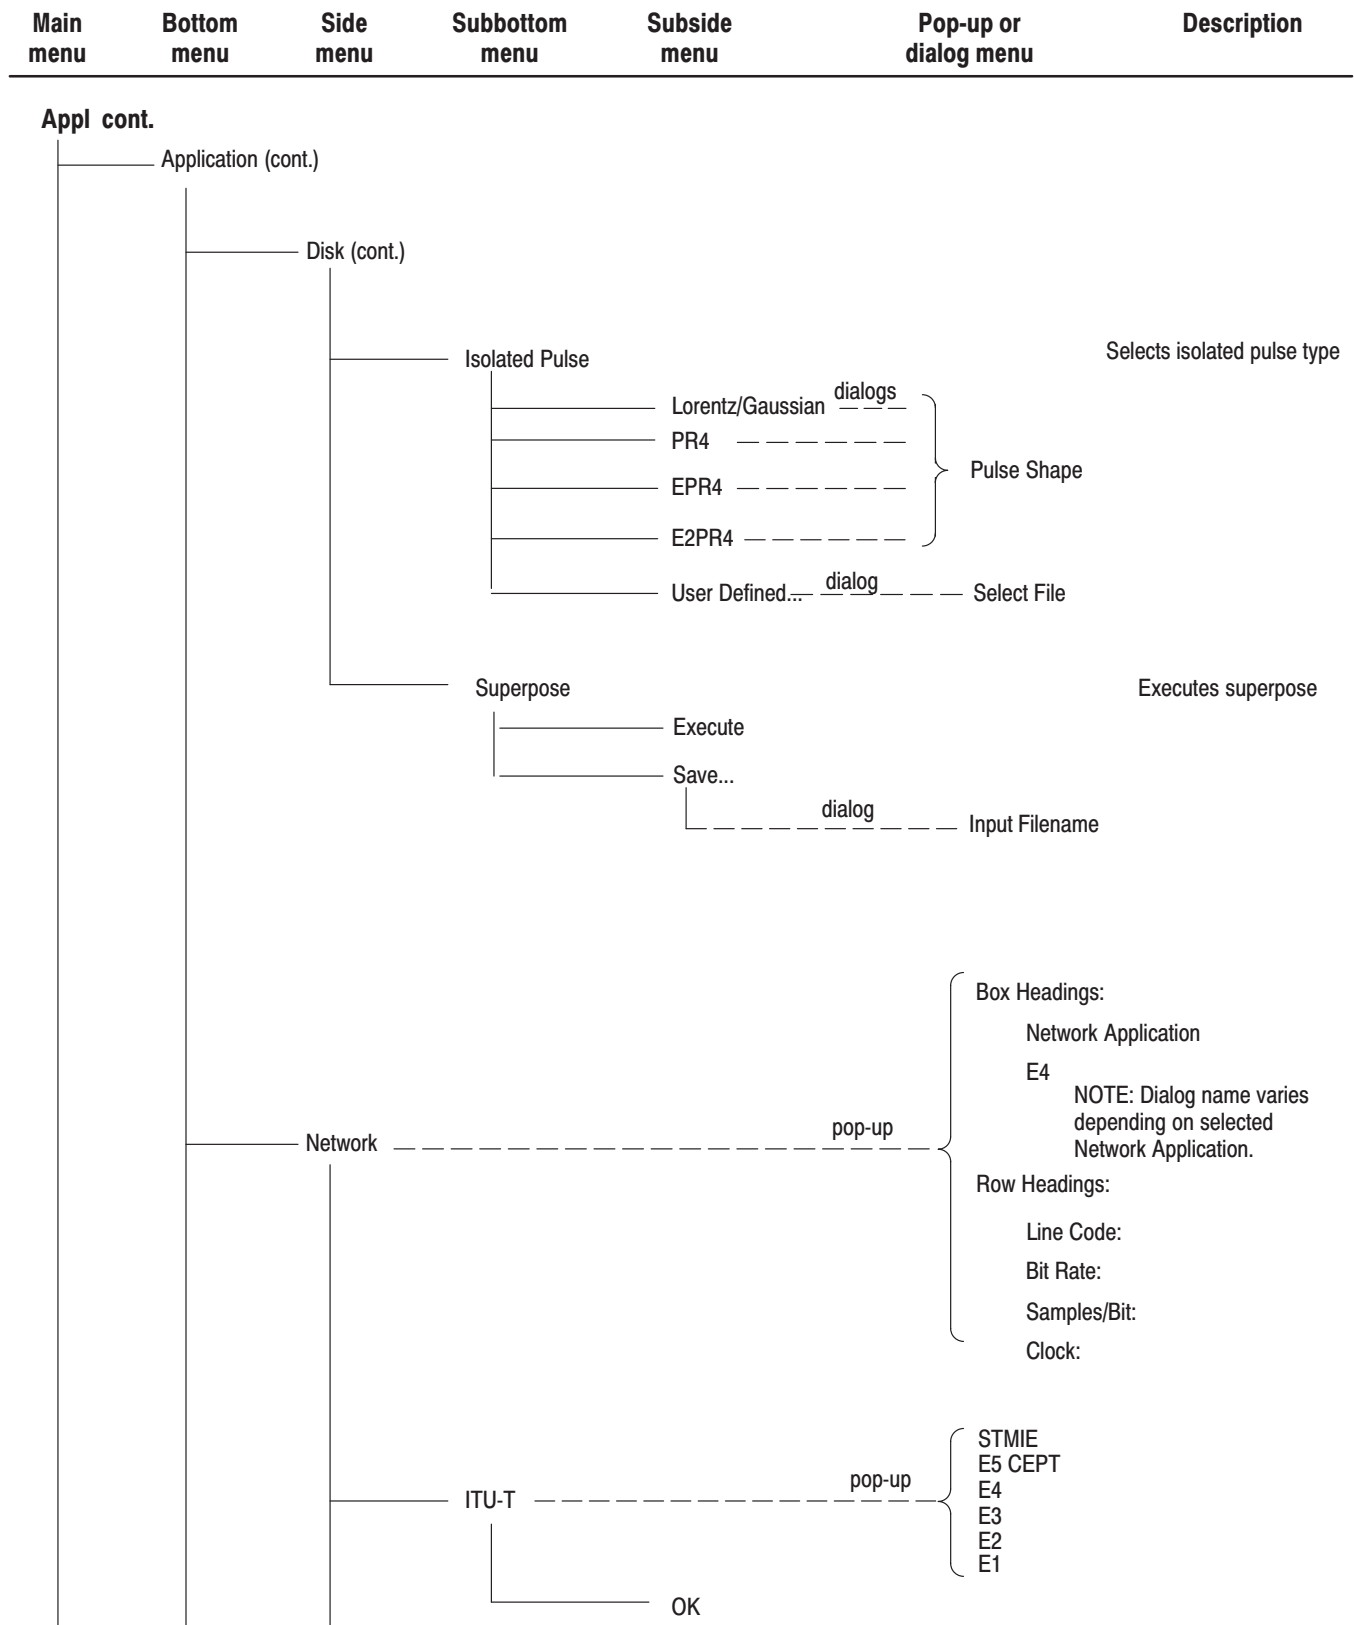 Main menu
Bottom menu
Side menu
Subbottom menu
Subside menu
Pop-up or dialog menu
Description
Appl cont.
Application (cont.)
Disk (cont.)
Isolated Pulse
Selects isolated pulse type
Lorentz/Gaussian
dialogs
PR4
EPR4
E2PR4
Pulse Shape
User Defined...
dialog
Select File
Superpose
Executes superpose
Execute
Save...
dialog
Input Filename
Network
pop-up
Box Headings:
Network Application
E4
NOTE: Dialog name varies
depending on selected
Network Application.
Row Headings:
Line Code:
Bit Rate:
Samples/Bit:
Clock:
ITU-T
pop-up
STMIE
E5 CEPT
E4
E3
E2
E1
OK